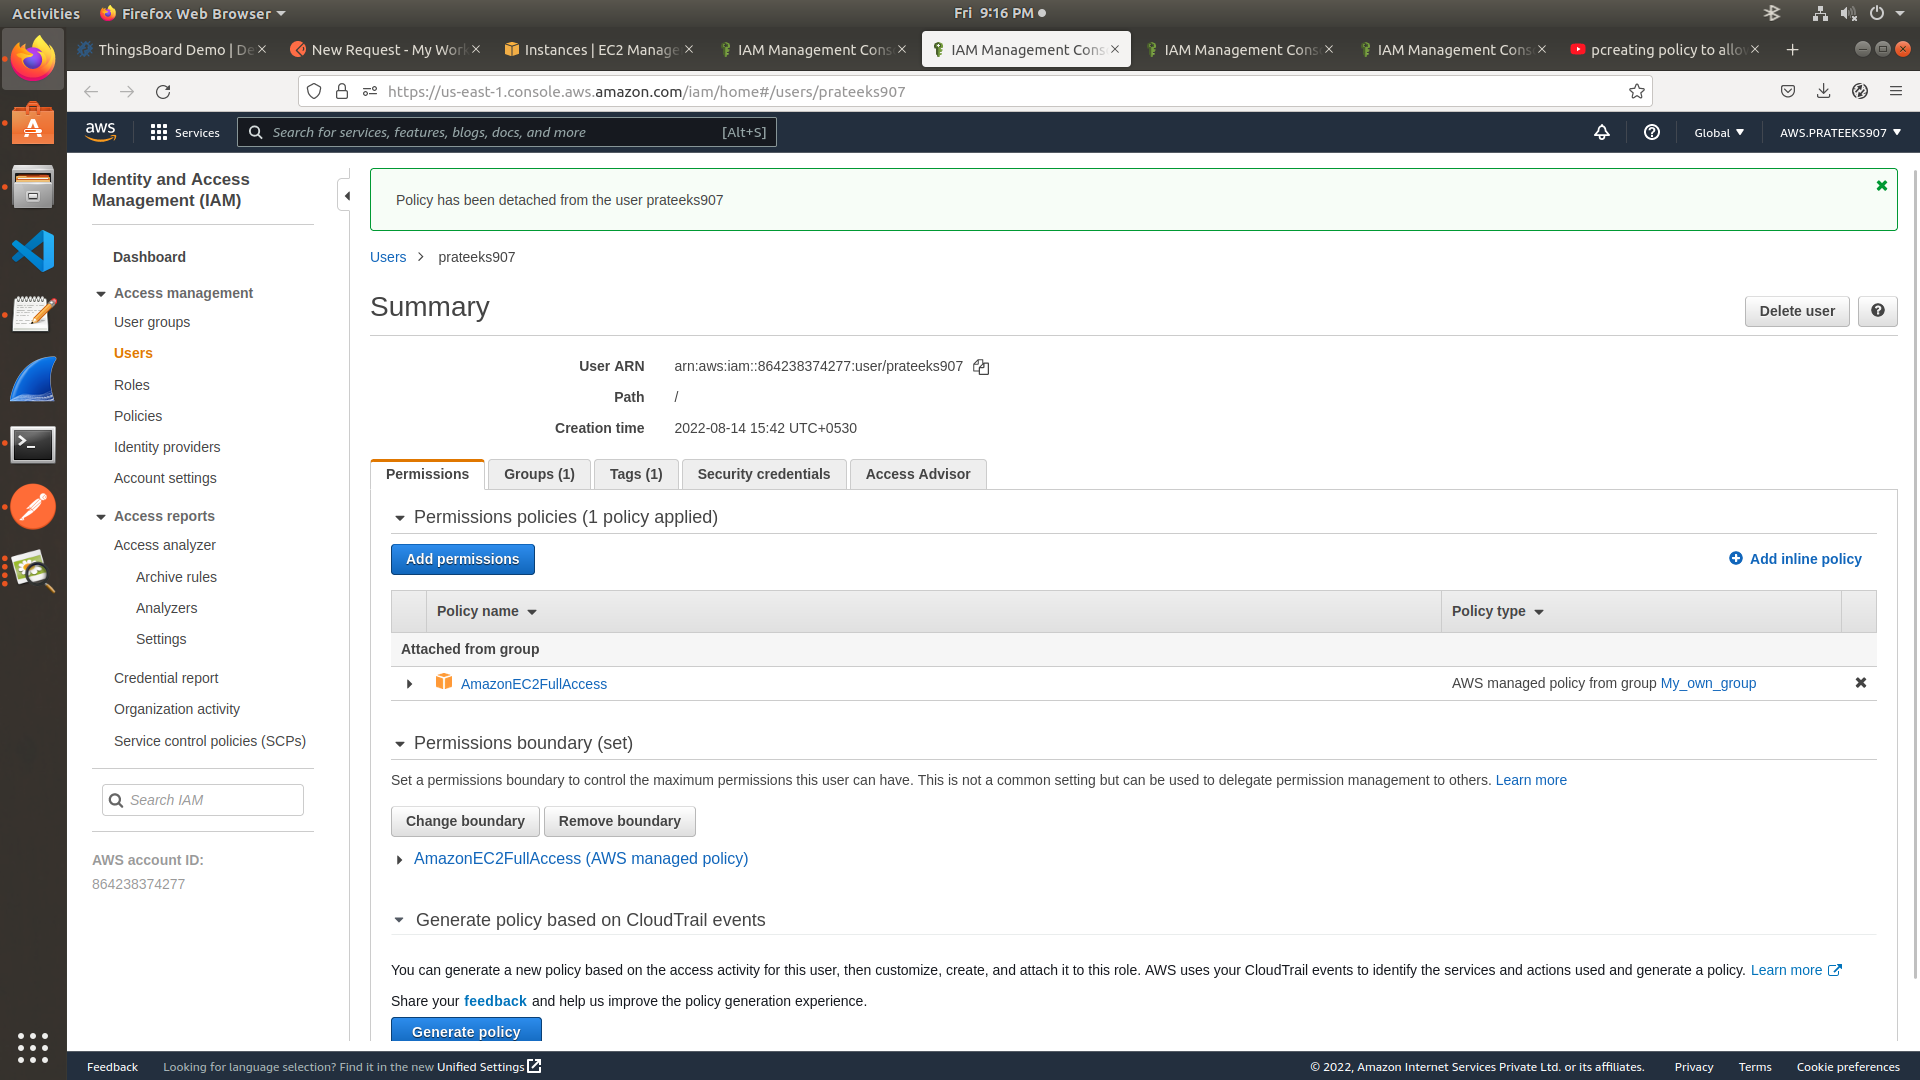 Activities
Firefox Web Browser
Fri 9:16 PM
ThingsBoard Demo | De
New Request - My Work
Instances | EC2 Manage
IAM Management Cons
IAM Management Cons
IAM Management Cons
IAM Management Cons
pcreating policy to allow
https://us-east-1.console.aws.amazon.com/iam/home#/users/prateeks907
aws
Services
Search for services, features, blogs, docs, and more
[Alt+S]
Global
AWS.PRATEEKS907
Identity and Access
Management (IAM)
Dashboard
Access management
User groups
Users
Roles
Policies
Identity providers
Account settings
Access reports
Access analyzer
Archive rules
Analyzers
Settings
Credential report
Organization activity
Service control policies (SCPs)
Search IAM
AWS account ID:
864238374277
Policy has been detached from the user prateeks907
Users > prateeks907
Summary
Delete user
User ARN arn:aws:iam::864238374277:user/prateeks907
Path /
Creation time 2022-08-14 15:42 UTC+0530
Permissions
Groups (1)
Tags (1)
Security credentials
Access Advisor
Permissions policies (1 policy applied)
Add permissions
Add inline policy
Policy name
Policy type
Attached from group
AmazonEC2FullAccess
AWS managed policy from group My_own_group
Permissions boundary (set)
Set a permissions boundary to control the maximum permissions this user can have. This is not a common setting but can be used to delegate permission management to others. Learn more
Change boundary
Remove boundary
AmazonEC2FullAccess (AWS managed policy)
Generate policy based on CloudTrail events
You can generate a new policy based on the access activity for this user, then customize, create, and attach it to this role. AWS uses your CloudTrail events to identify the services and actions used and generate a policy. Learn more
Share your feedback and help us improve the policy generation experience.
Generate policy
Feedback
Looking for language selection? Find it in the new Unified Settings
© 2022, Amazon Internet Services Private Ltd. or its affiliates.
Privacy
Terms
Cookie preferences